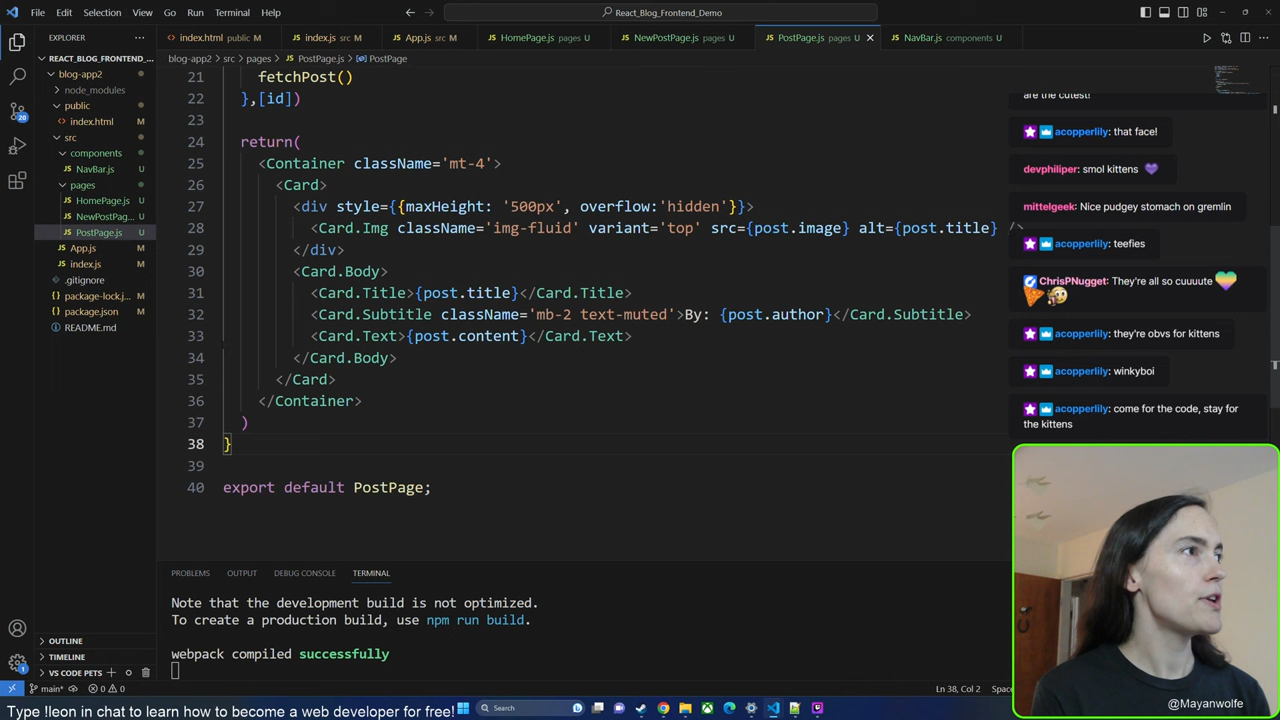 File Edit Selection View Go Run Terminal Help
React_Blog_Frontend_Demo
EXPLORER
index.html public M
index.js src M
App.js M
HomePage.js pages U
NewPostPage.js pages U
PostPage.js pages U
NavBar.js components U
REACT_BLOG_FRONTEND_...
blog-app2
node_modules
public
index.html M
src
components
NavBar.js U
pages
HomePage.js U
NewPostPag... U
PostPage.js U
App.js M
index.js M
.gitignore
package-lock.j... M
package.json M
README.md
OUTLINE
TIMELINE
VS CODE PETS
blog-app2 > src > pages > PostPage.js > PostPage
21 fetchPost()
22 },[id])
23
24 return(
25 <Container className='mt-4'>
26 <Card>
27 <div style={{maxHeight: '500px', overflow:'hidden'}}>
28 <Card.Img className='img-fluid' variant='top' src={post.image} alt={post.title} />
29 </div>
30 <Card.Body>
31 <Card.Title>{post.title}</Card.Title>
32 <Card.Subtitle className='mb-2 text-muted'>By: {post.author}</Card.Subtitle>
33 <Card.Text>{post.content}</Card.Text>
34 </Card.Body>
35 </Card>
36 </Container>
37 )
38 }
39
40 export default PostPage;
are the cutest!
acopperlily: that face!
devphiliper: smol kittens
mittelgeek: Nice pudgey stomach on gremlin
acopperlily: teefies
ChrisPNugget: They're all so cuuuute
acopperlily: they're obvs for kittens
acopperlily: winkyboi
acopperlily: come for the code, stay for
the kittens
PROBLEMS OUTPUT DEBUG CONSOLE TERMINAL
Note that the development build is not optimized.
To create a production build, use npm run build.
webpack compiled successfully
20
1
main* 0 0
Ln 38, Col 2 Spac
Type !leon in chat to learn how to become a web developer for free!
Search
@Mayanwolfe